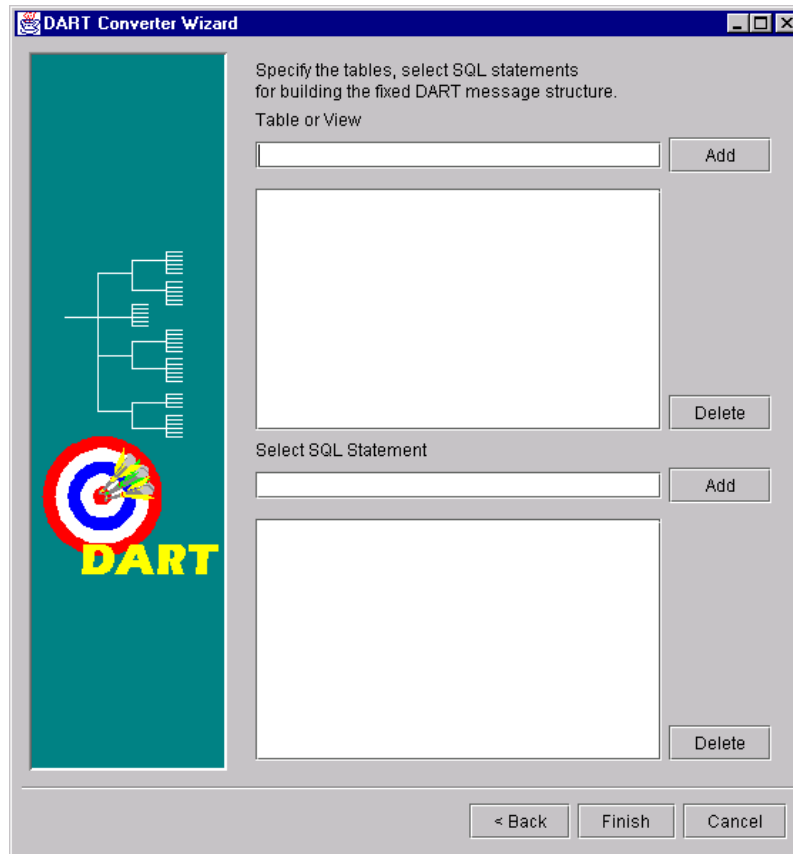 DART Converter Wizard
Specify the tables, select SQL statements
for building the fixed DART message structure.
Table or View
Add
Delete
Select SQL Statement
Add
DART
Delete
< Back
Finish
Cancel